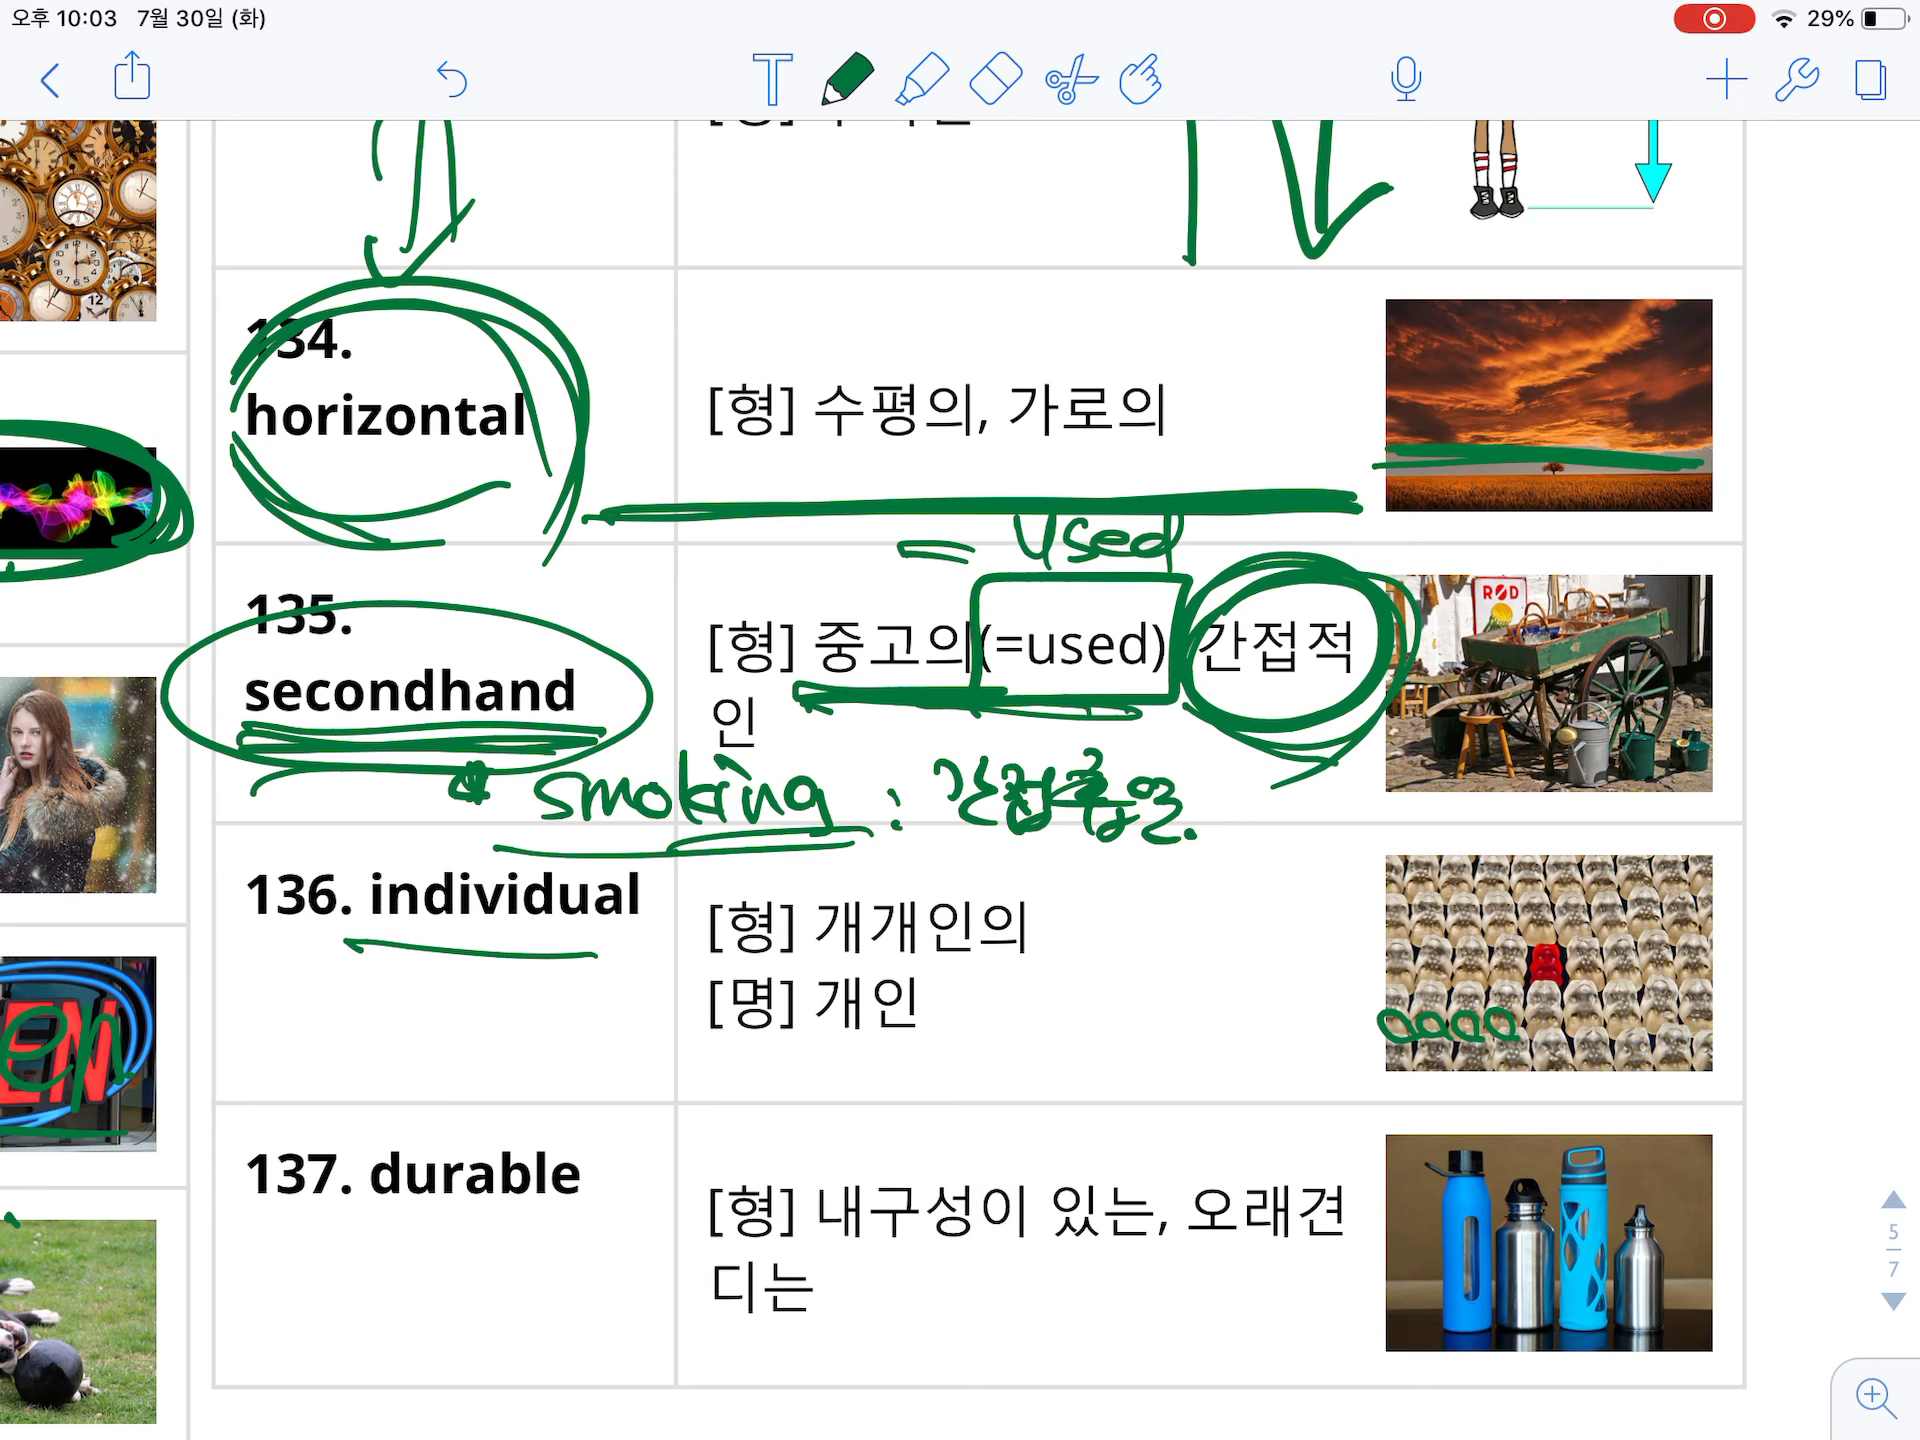 오후 10:03 7월 30일 (화)
29%
T
134.
horizontal
[형] 수평의, 가로의
= used
135.
secondhand
[형] 중고의(=used), 간접적
인
ROD
smoking : 간접흡연.
136. individual
[형] 개개인의
[명] 개인
137. durable
[형] 내구성이 있는, 오래견
디는
5
7